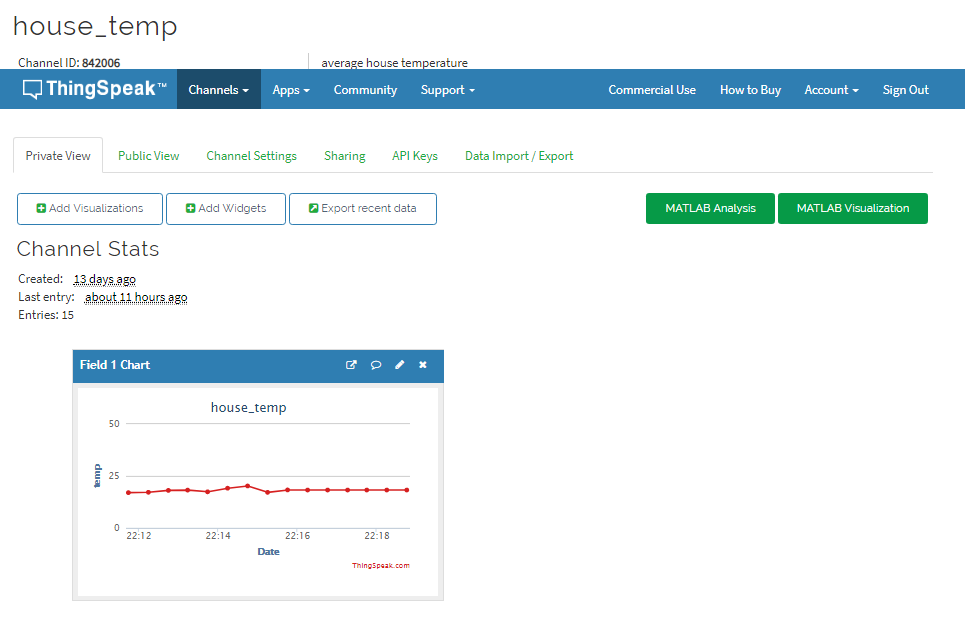 house_temp
Channel ID: 842006
average house temperature
ThingSpeak™ Channels Apps Community Support Commercial Use How to Buy Account Sign Out
Private View Public View Channel Settings Sharing API Keys Data Import / Export
Add Visualizations Add Widgets Export recent data MATLAB Analysis MATLAB Visualization
Channel Stats
Created: 13 days ago
Last entry: about 11 hours ago
Entries: 15
Field 1 Chart
house_temp
50
temp
25
0
22:12 22:14 22:16 22:18
Date
ThingSpeak.com